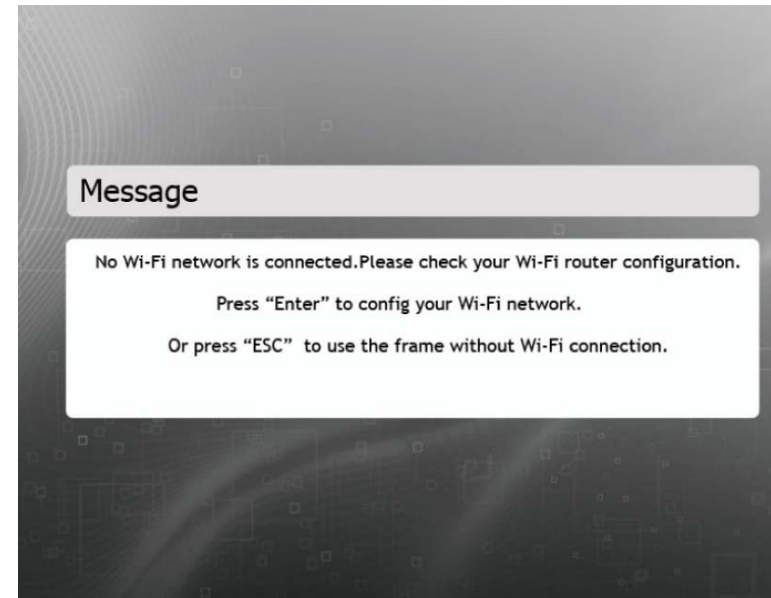 Message
No Wi-Fi network is connected.Please check your Wi-Fi router configuration.
Press “Enter” to config your Wi-Fi network.
Or press “ESC”  to use the frame without Wi-Fi connection.